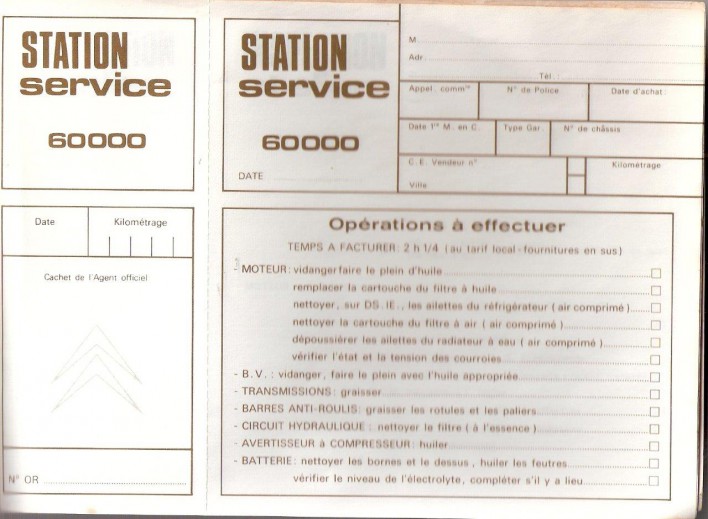 STATION
service
60000
Date
Kilométrage
Cachet de l'Agent officiel
N° OR
STATION
service
60000
DATE
M
Adr.
Tél. :
Appel. comm^le
N° de Police
Date d'achat:
Date 1^re M. en C.
Type Gar.
N° de châssis
C. E. Vendeur n°
Kilométrage
Ville
Opérations à effectuer
TEMPS A FACTURER: 2 h 1/4 (au tarif local-fournitures en sus)
MOTEUR: vidanger faire le plein d'huile
remplacer la cartouche du filtre à huile
nettoyer, sur DS. IE., les ailettes du réfrigérateur (air comprimé)
nettoyer la cartouche du filtre à air (air comprimé)
dépoussiérer les ailettes du radiateur à eau (air comprimé)
vérifier l'état et la tension des courroies
- B.V. : vidanger, faire le plein avec l'huile appropriée
- TRANSMISSIONS: graisser
- BARRES ANTI-ROULIS: graisser les rotules et les paliers
- CIRCUIT HYDRAULIQUE : nettoyer le filtre (à l'essence)
- AVERTISSEUR à COMPRESSEUR: huiler
- BATTERIE: nettoyer les bornes et le dessus, huiler les feutres
vérifier le niveau de l'électrolyte, compléter s'il y a lieu